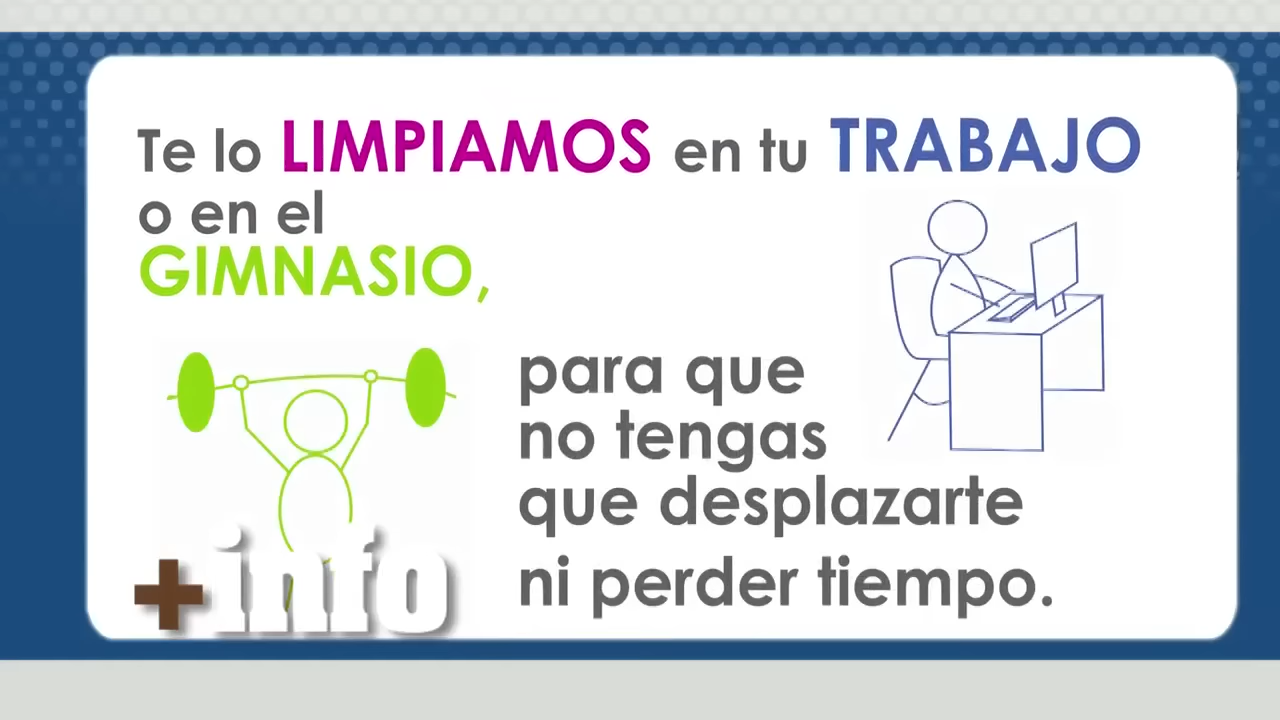 Te lo LIMPIAMOS en tu TRABAJO
o en el
GIMNASIO,
para que
no tengas
que desplazarte
ni perder tiempo.
+info